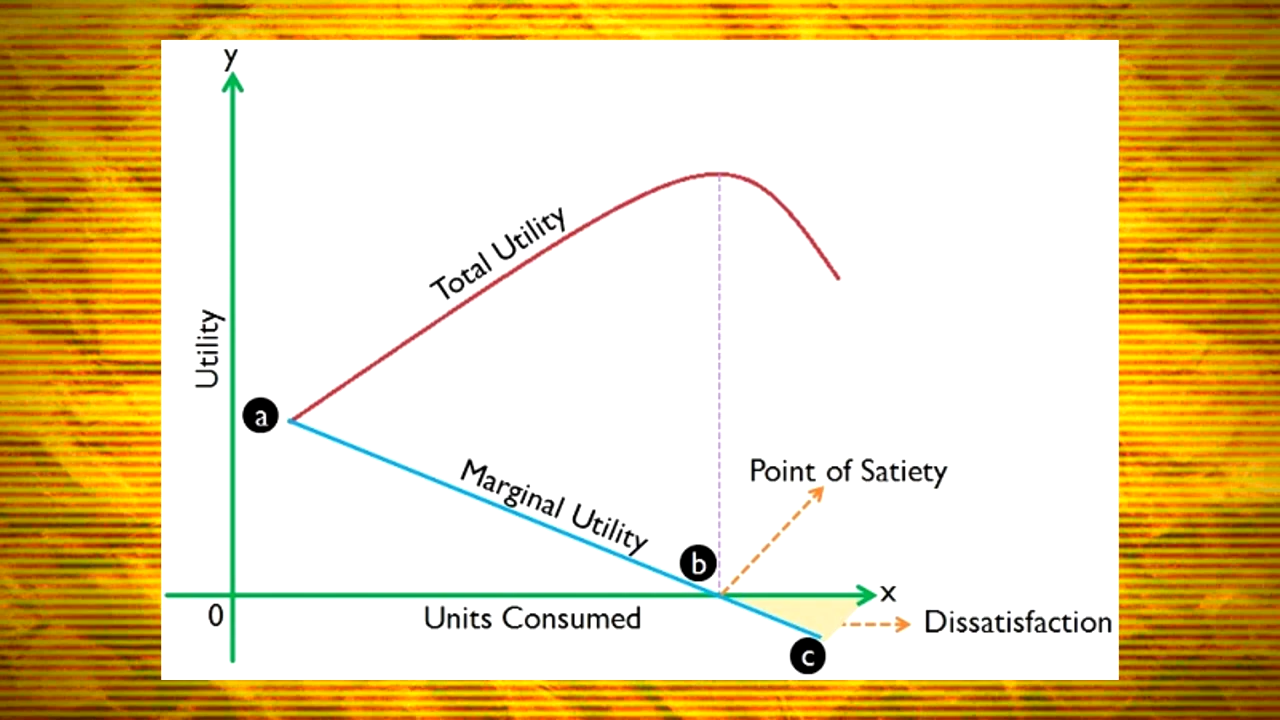 y
Total Utility
Utility
a
Marginal Utility
Point of Satiety
b
x
0
Units Consumed
Dissatisfaction
c